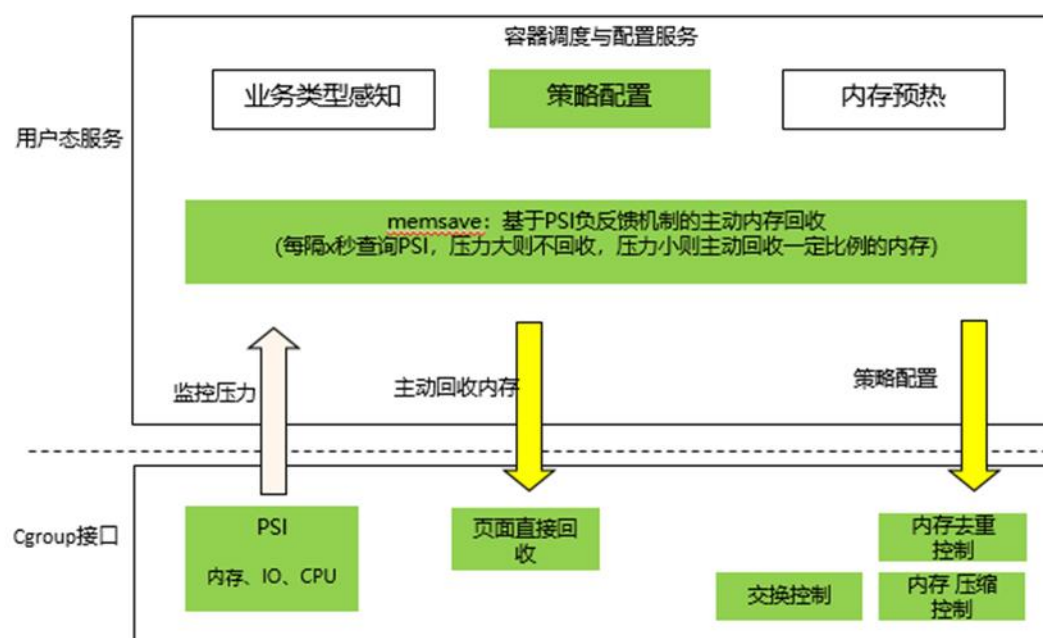 容器调度与配置服务
业务类型感知
策略配置
内存预热
用户态服务
memsave：基于PSI负反馈机制的主动内存回收
（每隔x秒查询PSI，压力大则不回收，压力小则主动回收一定比例的内存）
监控压力
主动回收内存
策略配置
Cgroup接口
PSI
内存、IO、CPU
页面直接回
收
交换控制
内存去重
控制
内存 压缩
控制